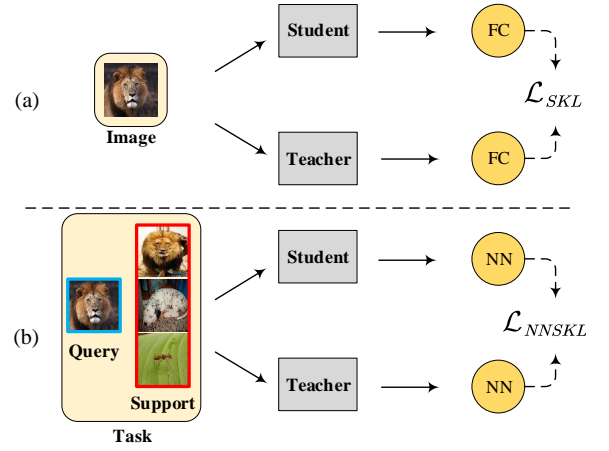 (a)
Image
Student
FC
Teacher
FC
ℒ_SKL
(b)
Query
Support
Task
Student
NN
Teacher
NN
ℒ_NNSKL